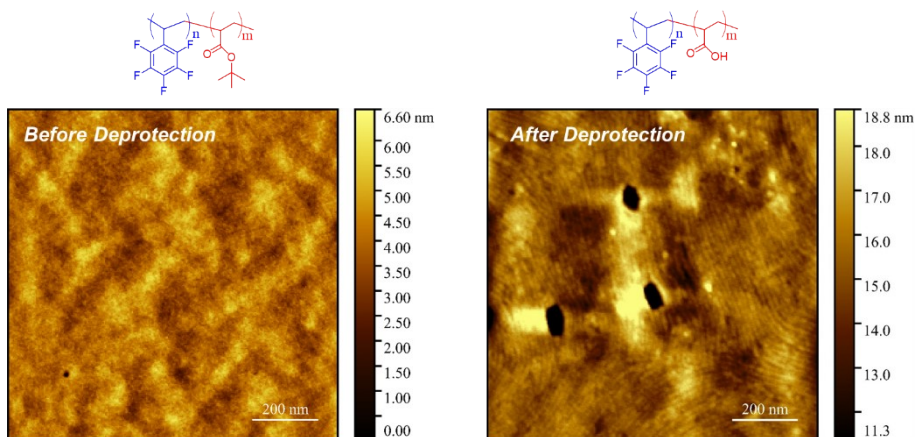 n
m
F
F
F
F
F
O
O
n
m
F
F
F
F
F
O
OH
Before Deprotection
200 nm
6.60 nm
6.00
5.00
4.50
4.00
3.50
3.00
2.50
2.00
1.50
1.00
0.00
After Deprotection
200 nm
18.8 nm
18.0
17.0
16.0
15.0
14.0
13.0
11.3